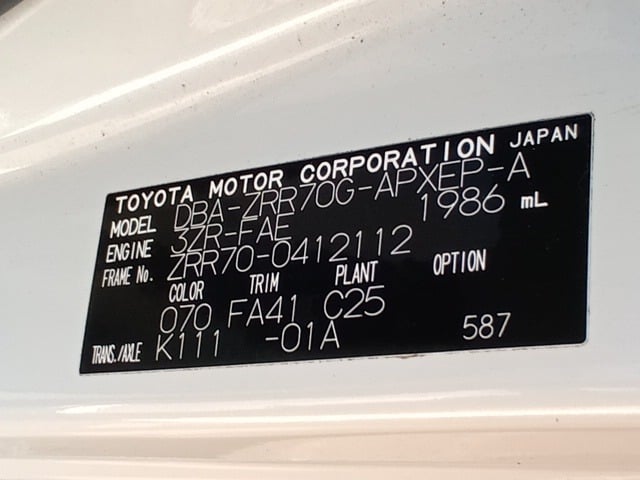 TOYOTA MOTOR CORPORATION JAPAN
MODEL DBA-ZRR70G-APXEP-A
ENGINE 3ZR-FAE 1986 mL
FRAME No. ZRR70-0412112
COLOR TRIM PLANT OPTION
070 FA41 C25
TRANS./AXLE K111 -01A 587